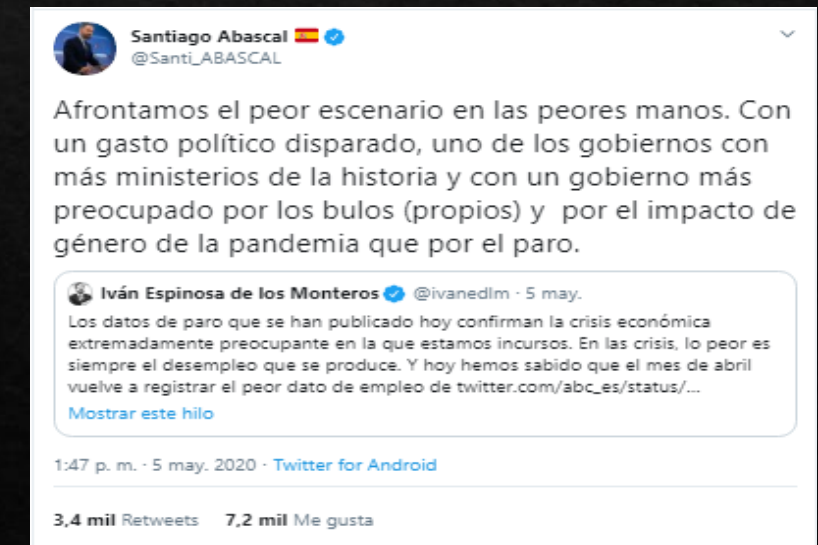 Santiago Abascal 🇪🇸
@Santi_ABASCAL
Afrontamos el peor escenario en las peores manos. Con
un gasto político disparado, uno de los gobiernos con
más ministerios de la historia y con un gobierno más
preocupado por los bulos (propios) y  por el impacto de
género de la pandemia que por el paro.
Iván Espinosa de los Monteros @ivanedlm · 5 may.
Los datos de paro que se han publicado hoy confirman la crisis económica
extremadamente preocupante en la que estamos incursos. En las crisis, lo peor es
siempre el desempleo que se produce. Y hoy hemos sabido que el mes de abril
vuelve a registrar el peor dato de empleo de twitter.com/abc_es/status/...
Mostrar este hilo
1:47 p. m. · 5 may. 2020 · Twitter for Android
3,4 mil Retweets 7,2 mil Me gusta